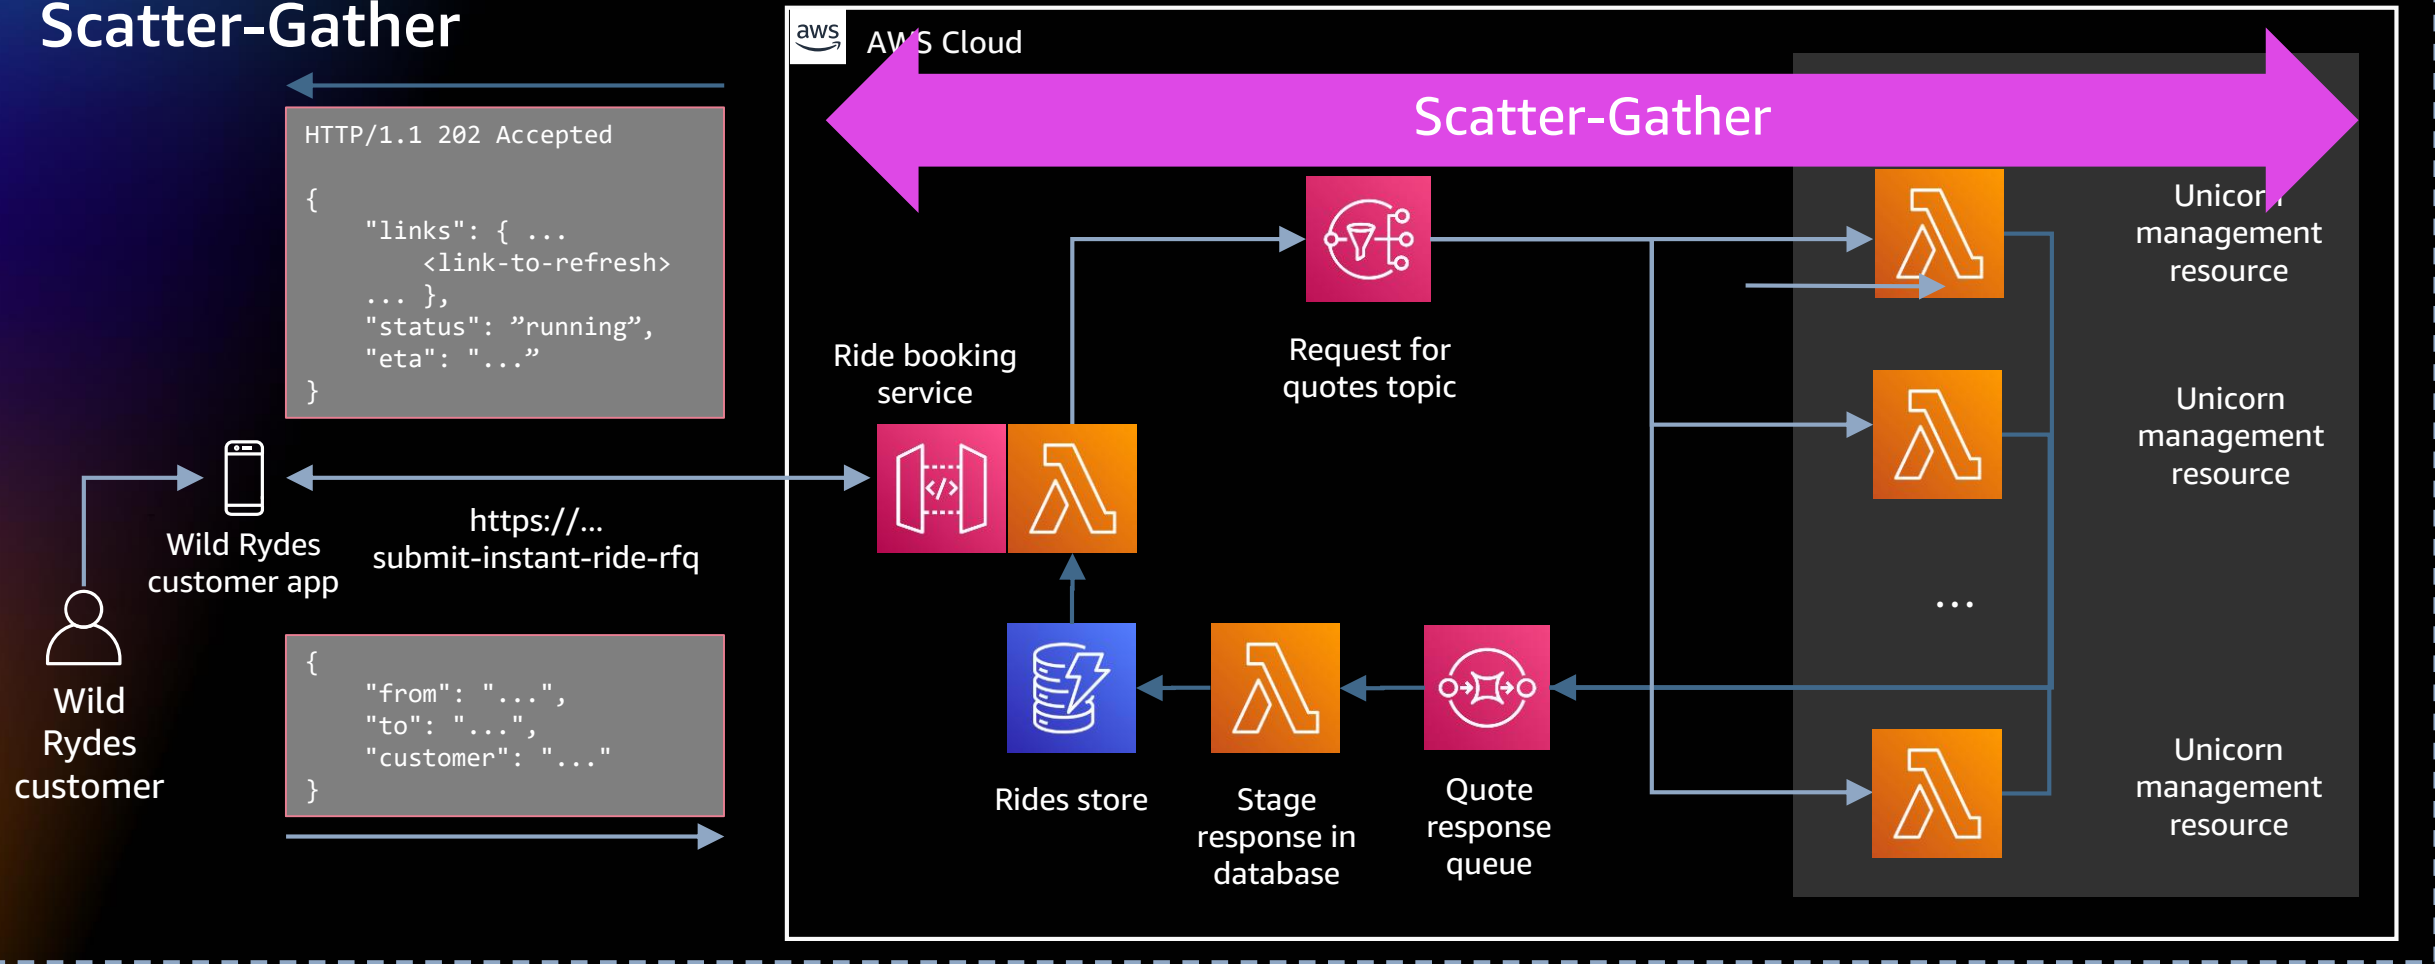 Scatter-Gather
HTTP/1.1 202 Accepted
{
"links": { ...
<link-to-refresh>
... },
"status": ”running”,
"eta": "...”
}
Wild Rydes
customer app
https://...
submit-instant-ride-rfq
Wild
Rydes
customer
{
"from": "...",
"to": "...",
"customer": "..."
}
aws
AWS Cloud
Scatter-Gather
Ride booking
service
Request for
quotes topic
Unicorn
management
resource
Unicorn
management
resource
...
Rides store
Stage
response in
database
Quote
response
queue
Unicorn
management
resource